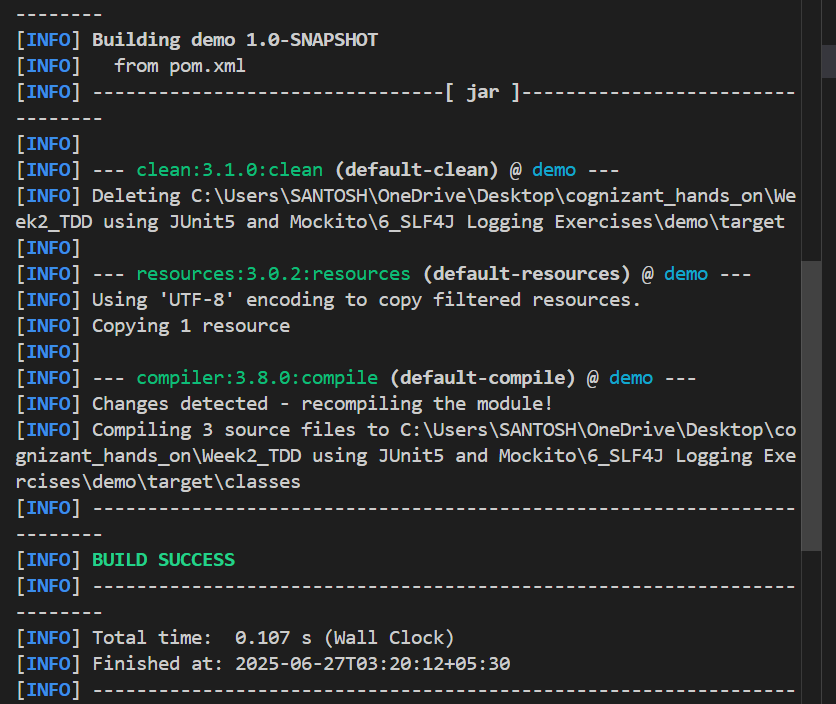 --------
[INFO] Building demo 1.0-SNAPSHOT
[INFO]   from pom.xml
[INFO] --------------------------------[ jar ]-------------------------
--------
[INFO]
[INFO] --- clean:3.1.0:clean (default-clean) @ demo ---
[INFO] Deleting C:\Users\SANTOSH\OneDrive\Desktop\cognizant_hands_on\We
ek2_TDD using JUnit5 and Mockito\6_SLF4J Logging Exercises\demo\target
[INFO]
[INFO] --- resources:3.0.2:resources (default-resources) @ demo ---
[INFO] Using 'UTF-8' encoding to copy filtered resources.
[INFO] Copying 1 resource
[INFO]
[INFO] --- compiler:3.8.0:compile (default-compile) @ demo ---
[INFO] Changes detected - recompiling the module!
[INFO] Compiling 3 source files to C:\Users\SANTOSH\OneDrive\Desktop\co
gnizant_hands_on\Week2_TDD using JUnit5 and Mockito\6_SLF4J Logging Exe
rcises\demo\target\classes
[INFO] ----------------------------------------------------------------
--------
[INFO] BUILD SUCCESS
[INFO] ----------------------------------------------------------------
--------
[INFO] Total time:  0.107 s (Wall Clock)
[INFO] Finished at: 2025-06-27T03:20:12+05:30
[INFO] ----------------------------------------------------------------